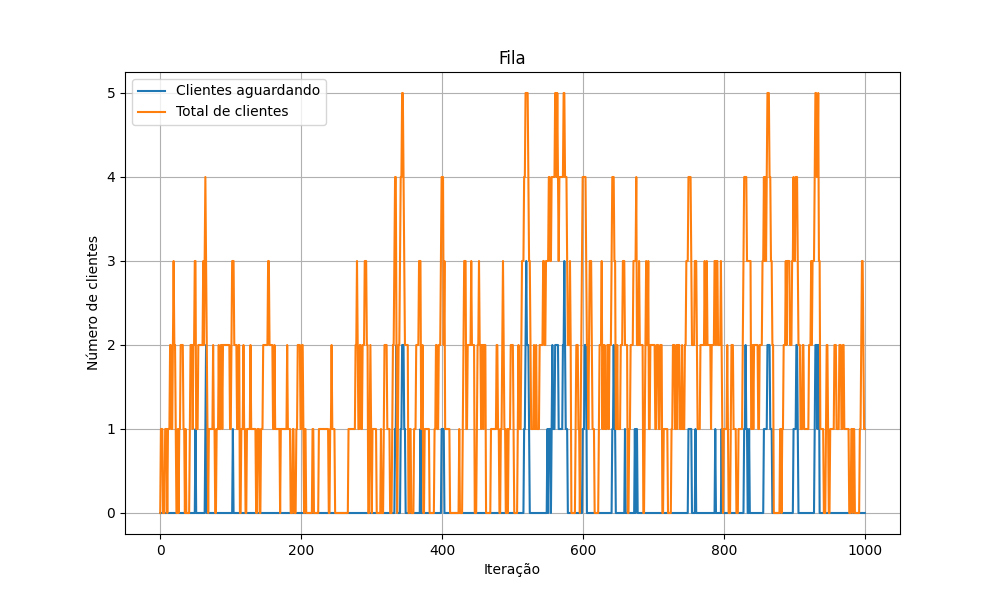 Fila
Clientes aguardando
Total de clientes
5
4
3
2
1
0
Número de clientes
0 200 400 600 800 1000
Iteração